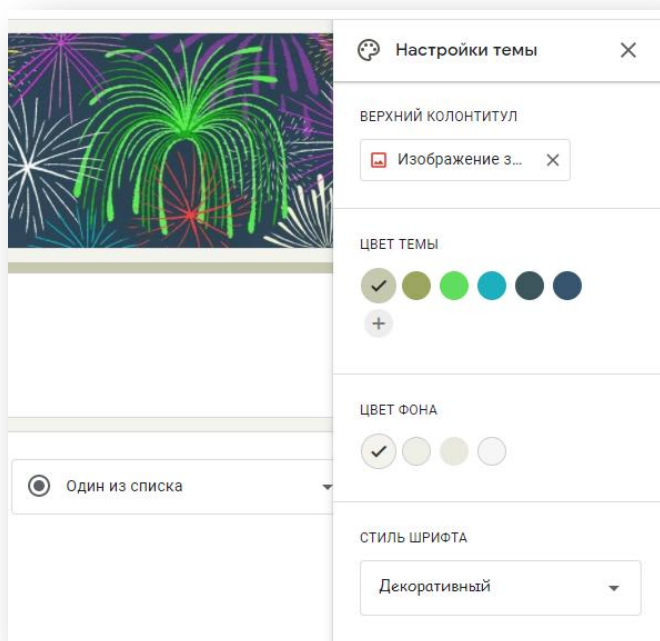 Настройки темы
ВЕРХНИЙ КОЛОНТИТУЛ
Изображение з...
ЦВЕТ ТЕМЫ
ЦВЕТ ФОНА
Один из списка
СТИЛЬ ШРИФТА
Декоративный